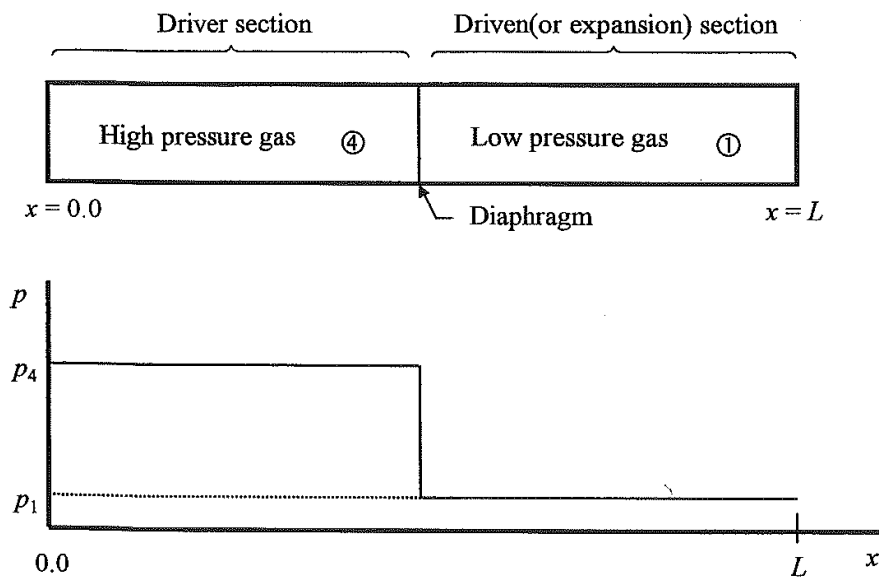 Driver section
Driven(or expansion) section
High pressure gas ④
Low pressure gas ①
x = 0.0
Diaphragm
x = L
p
p4
p1
0.0
L
x